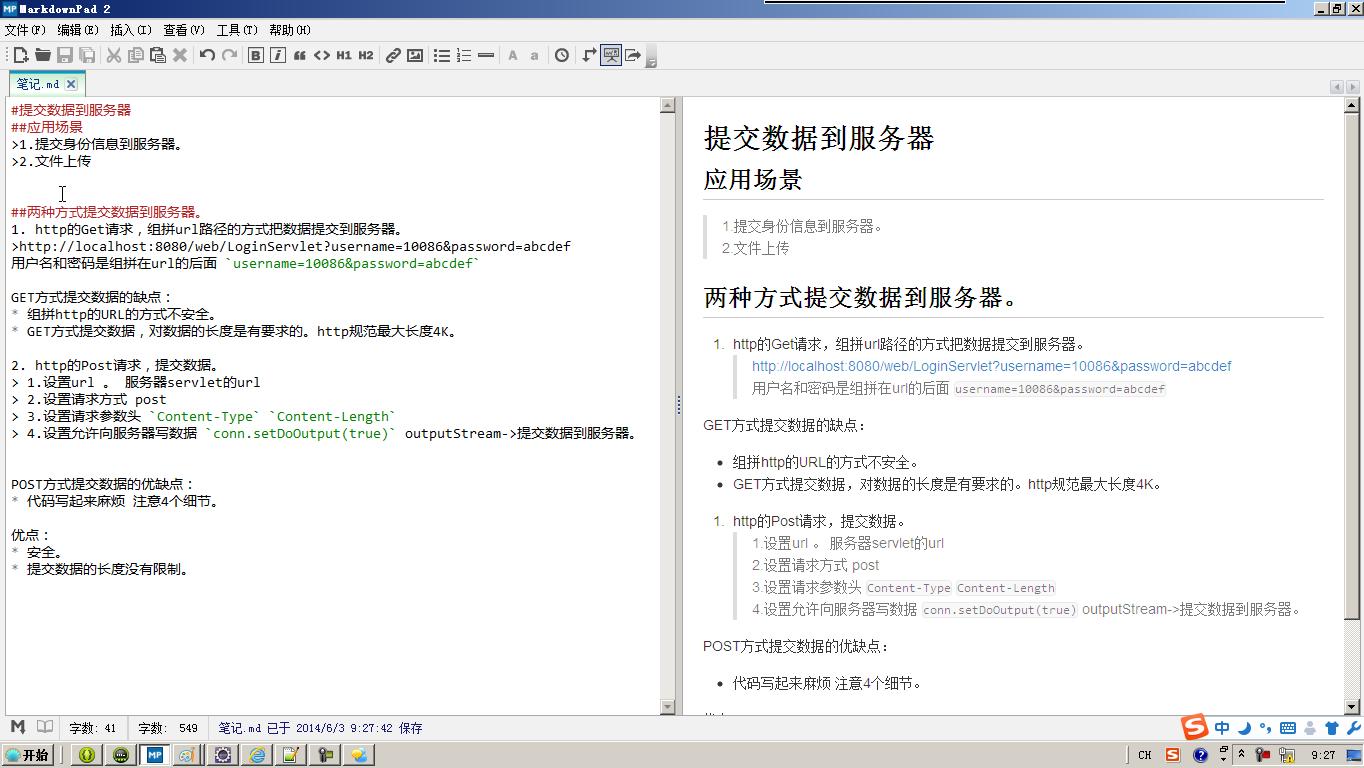 MarkdownPad 2
文件(F) 编辑(E) 插入(I) 查看(V) 工具(T) 帮助(H)
B i “ <> H1 H2 A a
笔记.md
#提交数据到服务器
##应用场景
>1.提交身份信息到服务器。
>2.文件上传
##两种方式提交数据到服务器。
1. http的Get请求，组拼url路径的方式把数据提交到服务器。
>http://localhost:8080/web/LoginServlet?username=10086&password=abcdef
用户名和密码是组拼在url的后面 `username=10086&password=abcdef`
GET方式提交数据的缺点：
* 组拼http的URL的方式不安全。
* GET方式提交数据，对数据的长度是有要求的。http规范最大长度4K。
2. http的Post请求，提交数据。
> 1.设置url 。 服务器servlet的url
> 2.设置请求方式 post
> 3.设置请求参数头 `Content-Type` `Content-Length`
> 4.设置允许向服务器写数据 `conn.setDoOutput(true)` outputStream->提交数据到服务器。
POST方式提交数据的优缺点：
* 代码写起来麻烦 注意4个细节。
优点：
* 安全。
* 提交数据的长度没有限制。
提交数据到服务器
应用场景
1.提交身份信息到服务器。
2.文件上传
两种方式提交数据到服务器。
1. http的Get请求，组拼url路径的方式把数据提交到服务器。
http://localhost:8080/web/LoginServlet?username=10086&password=abcdef
用户名和密码是组拼在url的后面 username=10086&password=abcdef
GET方式提交数据的缺点：
• 组拼http的URL的方式不安全。
• GET方式提交数据，对数据的长度是有要求的。http规范最大长度4K。
1. http的Post请求，提交数据。
1.设置url 。 服务器servlet的url
2.设置请求方式 post
3.设置请求参数头 Content-Type Content-Length
4.设置允许向服务器写数据 conn.setDoOutput(true) outputStream->提交数据到服务器。
POST方式提交数据的优缺点：
• 代码写起来麻烦 注意4个细节。
字数: 41 字数: 549 笔记.md 已于 2014/6/3 9:27:42 保存
S 中
开始 MP CH S 9:27